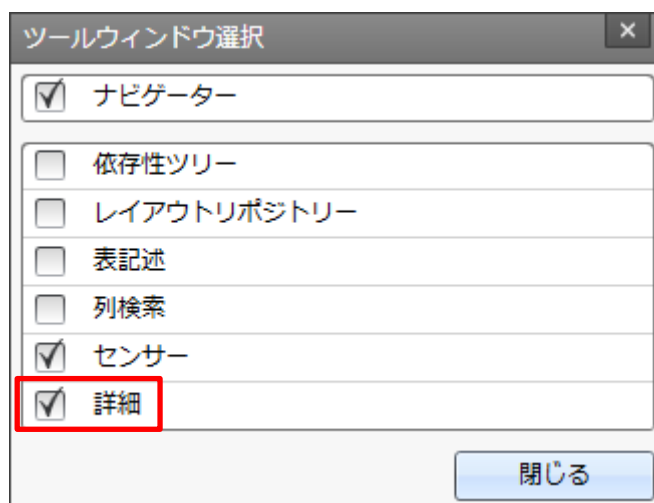 ツールウィンドウ選択
ナビゲーター
依存性ツリー
レイアウトリポジトリー
表記述
列検索
センサー
詳細
閉じる